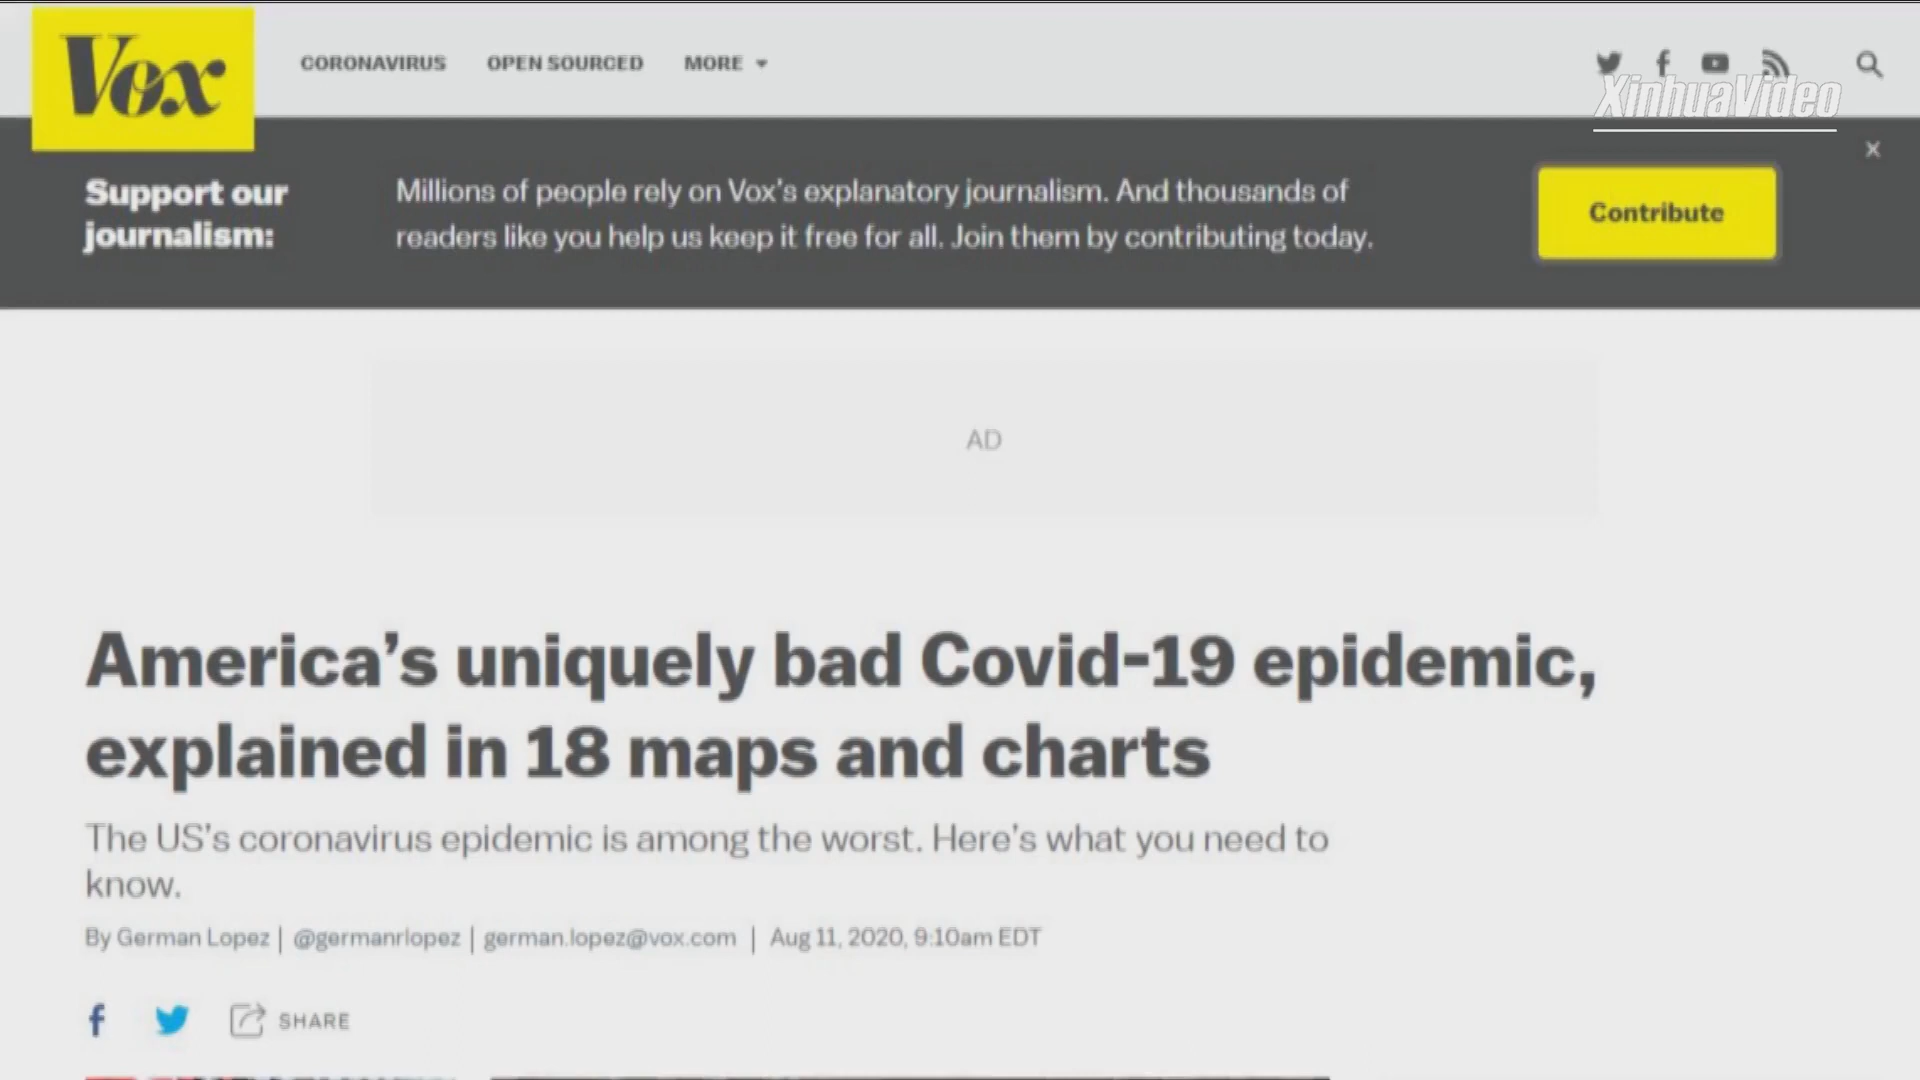 Vox
CORONAVIRUS OPEN SOURCED MORE
XinhuaVideo
Support our
journalism:
Millions of people rely on Vox's explanatory journalism. And thousands of
readers like you help us keep it free for all. Join them by contributing today.
Contribute
AD
America's uniquely bad Covid-19 epidemic,
explained in 18 maps and charts
The US's coronavirus epidemic is among the worst. Here's what you need to
know.
By German Lopez | @germanrlopez | german.lopez@vox.com | Aug 11, 2020, 9:10am EDT
SHARE